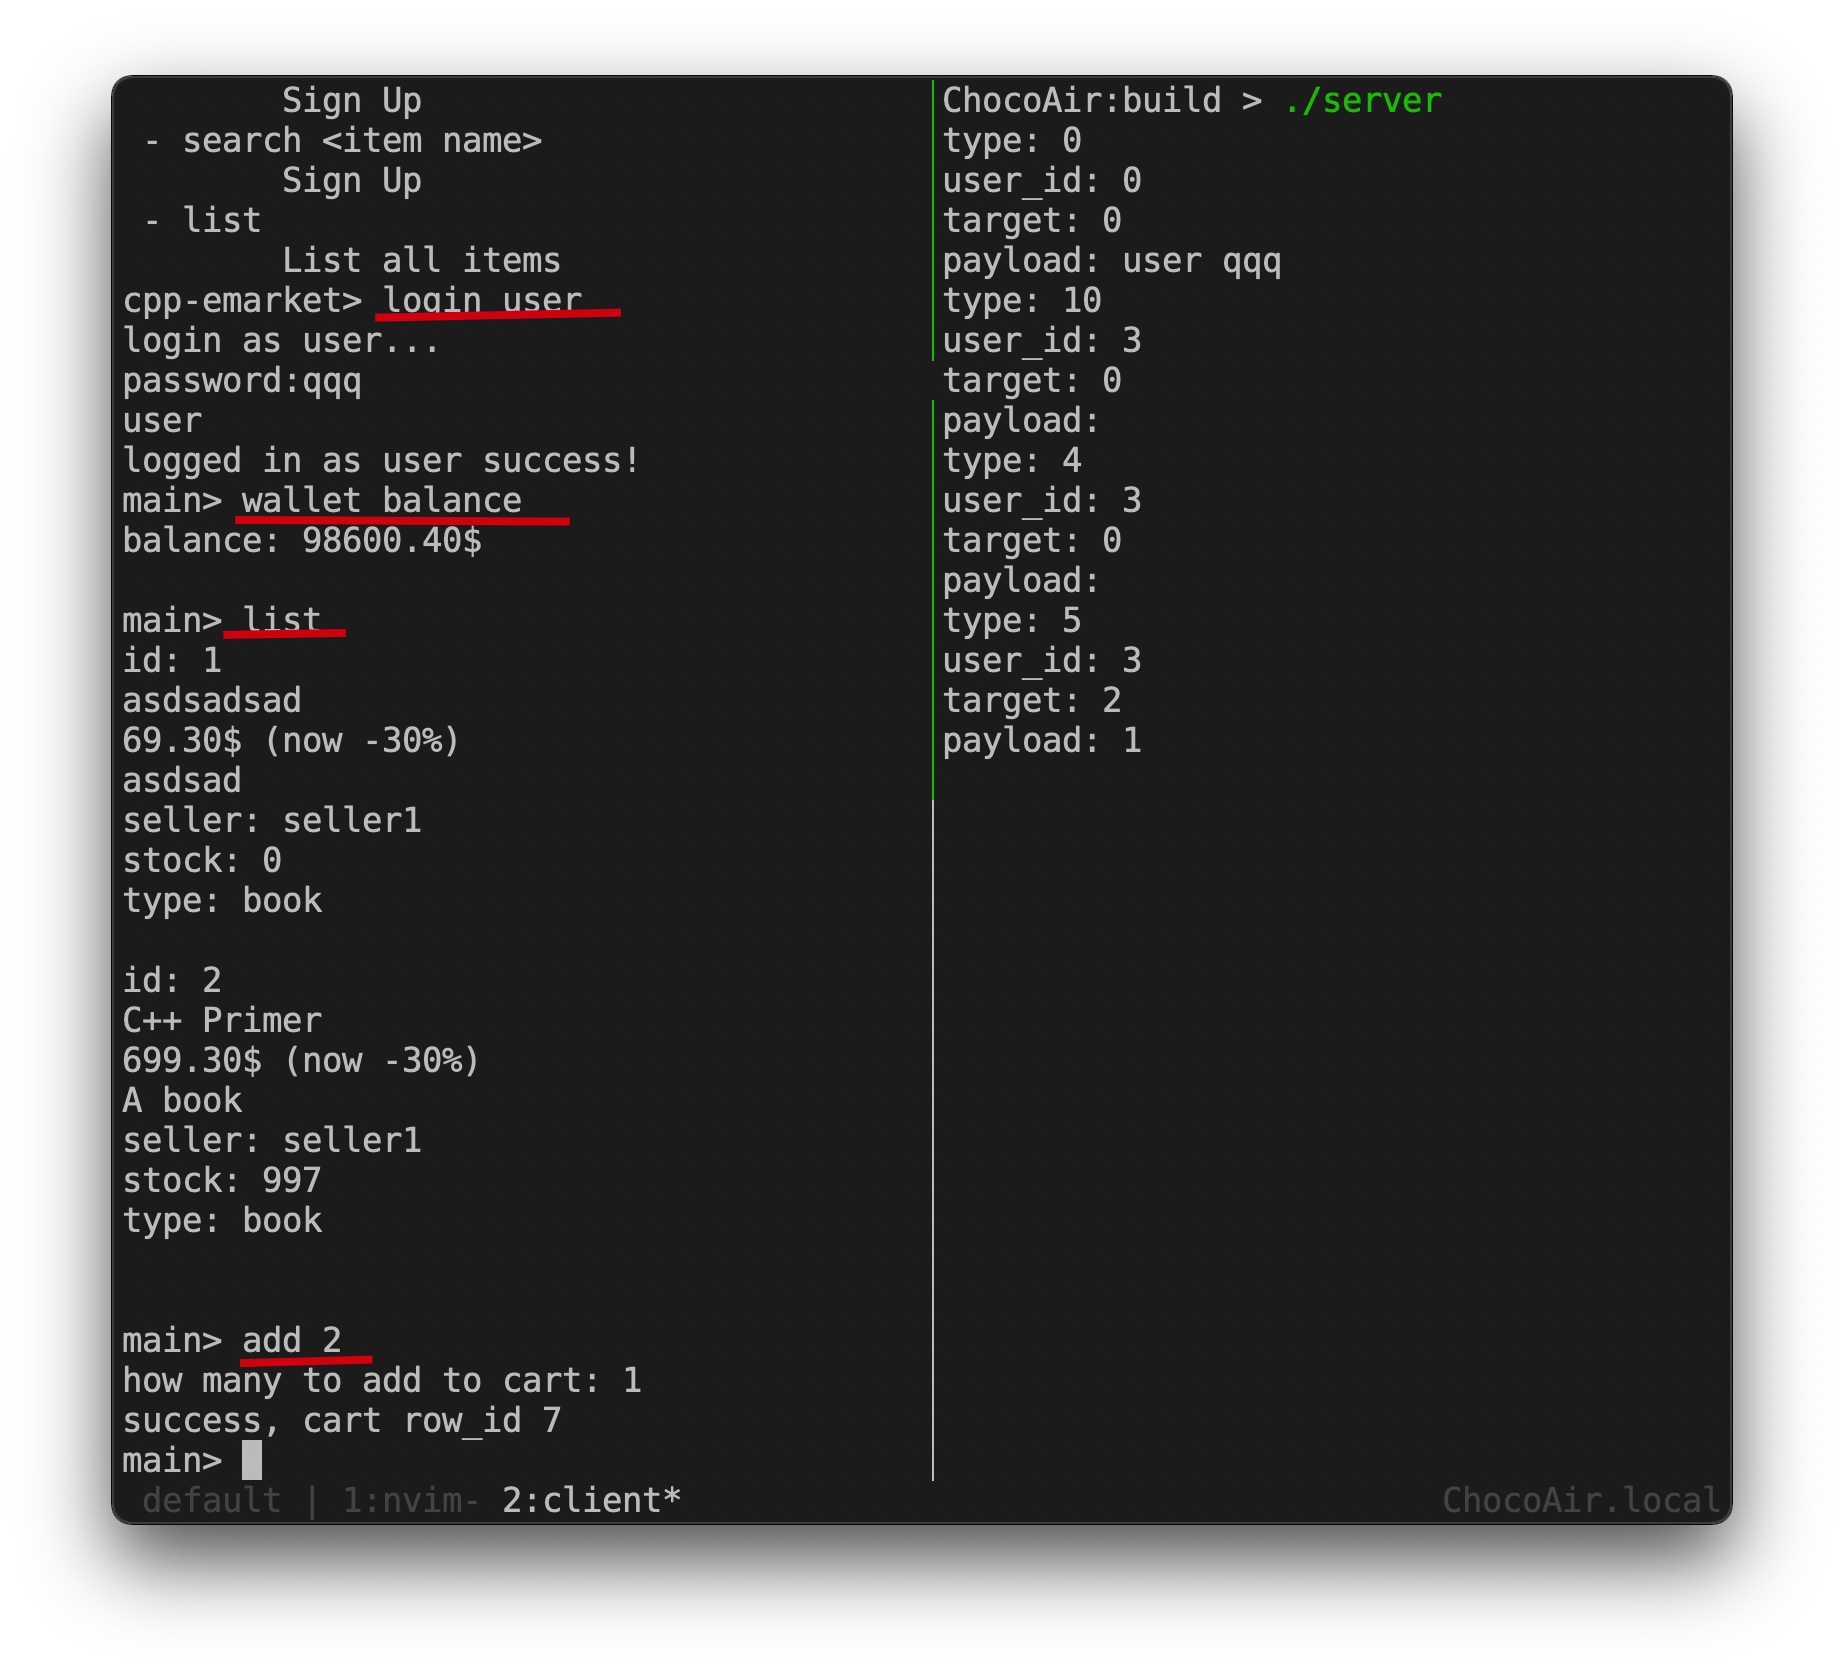 Sign Up
- search <item name>
Sign Up
- list
List all items
cpp-emarket> login user
login as user...
password:qqq
user
logged in as user success!
main> wallet balance
balance: 98600.40$
main> list
id: 1
asdsadsad
69.30$ (now -30%)
asdsad
seller: seller1
stock: 0
type: book
id: 2
C++ Primer
699.30$ (now -30%)
A book
seller: seller1
stock: 997
type: book
main> add 2
how many to add to cart: 1
success, cart row_id 7
main>
ChocoAir:build > ./server
type: 0
user_id: 0
target: 0
payload: user qqq
type: 10
user_id: 3
target: 0
payload:
type: 4
user_id: 3
target: 0
payload:
type: 5
user_id: 3
target: 2
payload: 1
default | 1:nvim- 2:client*
ChocoAir.local